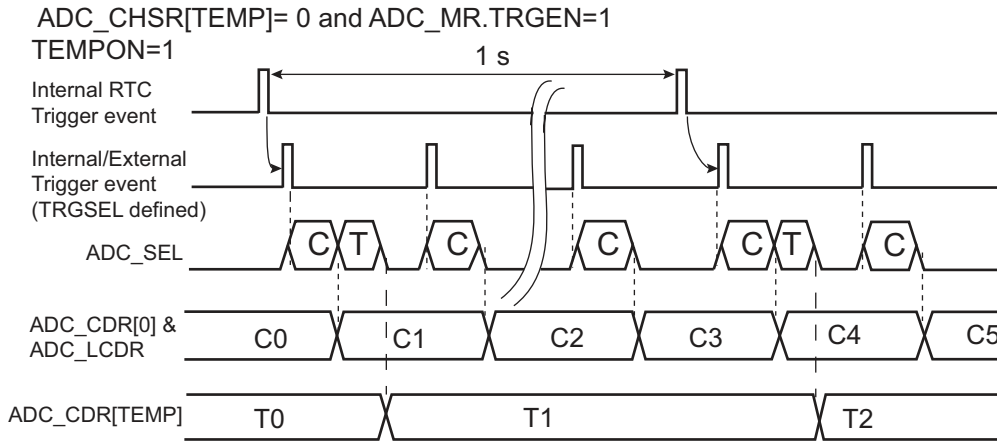 ADC_CHSR[TEMP]= 0 and ADC_MR.TRGEN=1
TEMPON=1
1 s
Internal RTC
Trigger event
Internal/External
Trigger event
(TRGSEL defined)
ADC_SEL
C T C C C T C
ADC_CDR[0] &
ADC_LCDR
C0 C1 C2 C3 C4 C5
ADC_CDR[TEMP]
T0 T1 T2